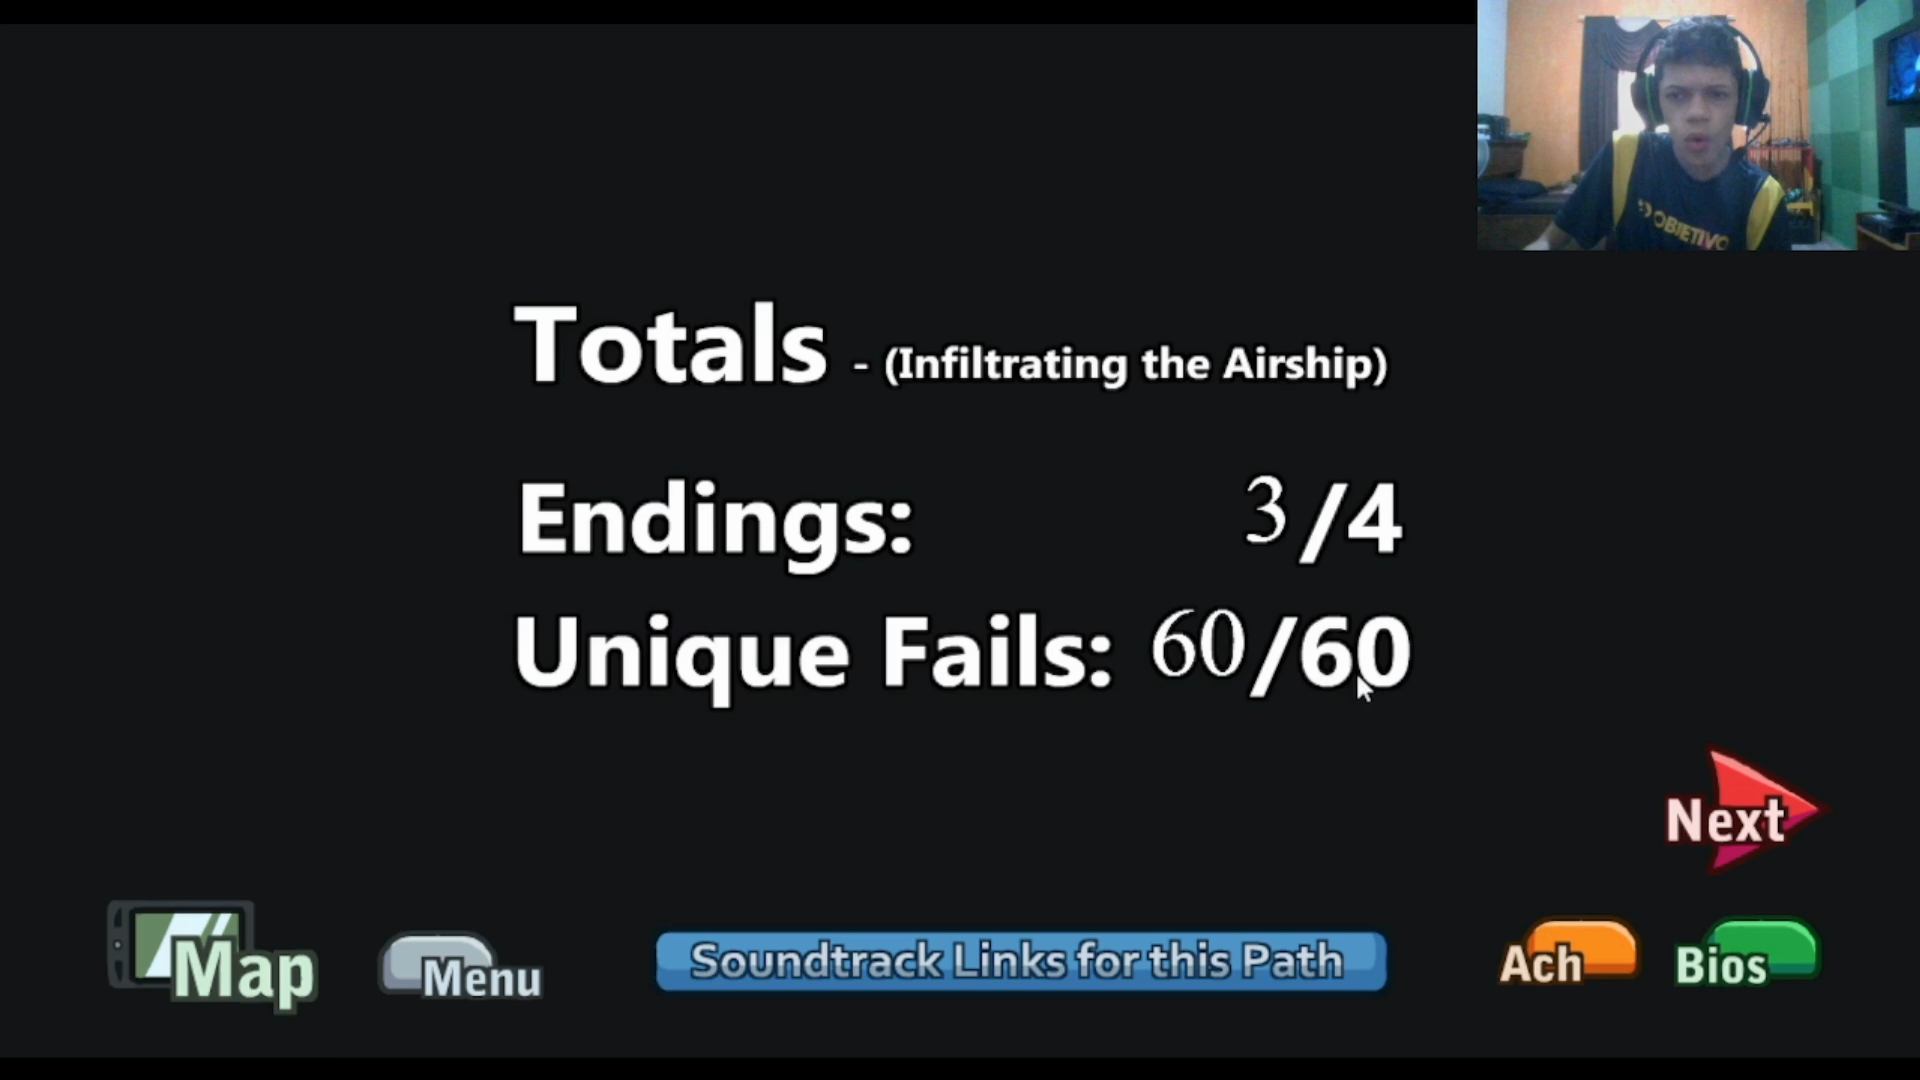 OBJETIVO
Totals - (Infiltrating the Airship)
Endings: 3/4
Unique Fails: 60/60
Next
Map
Menu
Soundtrack Links for this Path
Ach
Bios